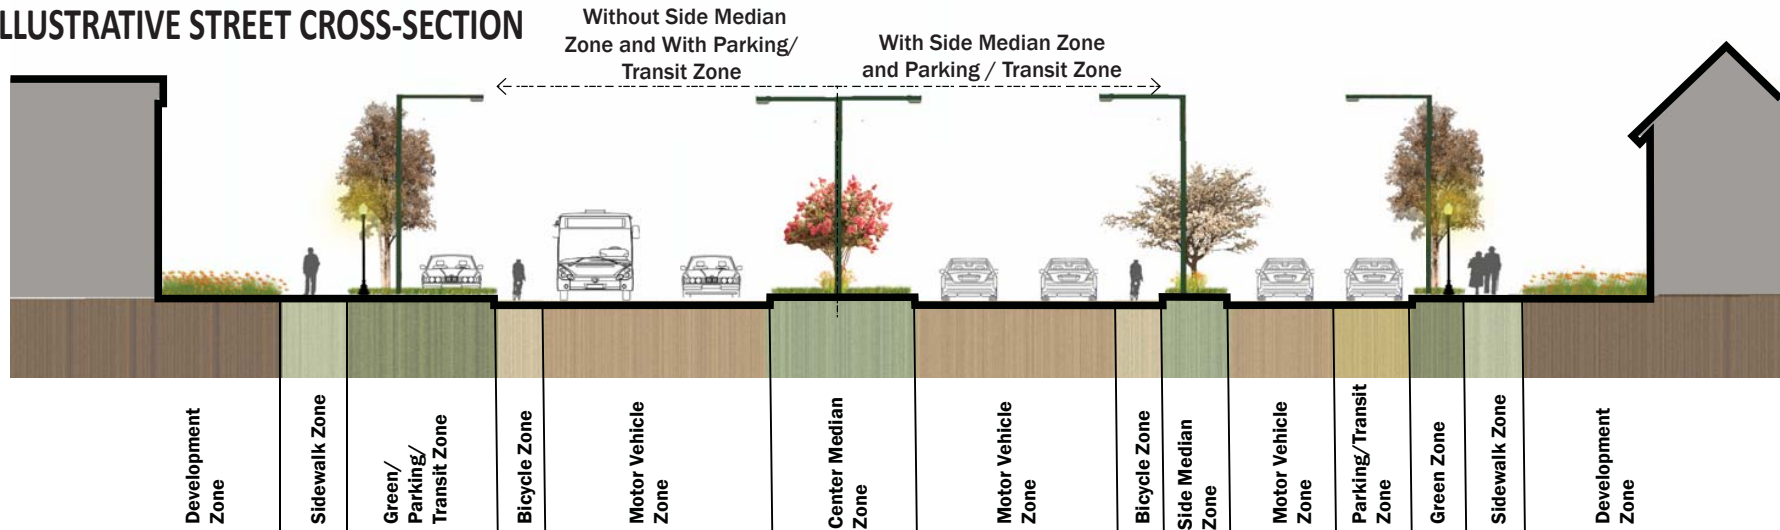 LLUSTRATIVE STREET CROSS-SECTION
Without Side Median
Zone and With Parking/
Transit Zone
With Side Median Zone
and Parking / Transit Zone
Development
Zone
Sidewalk Zone
Green/
Parking/
Transit Zone
Bicycle Zone
Motor Vehicle
Zone
Center Median
Zone
Motor Vehicle
Zone
Bicycle Zone
Side Median
Zone
Motor Vehicle
Zone
Parking/Transit
Zone
Green Zone
Sidewalk Zone
Development
Zone